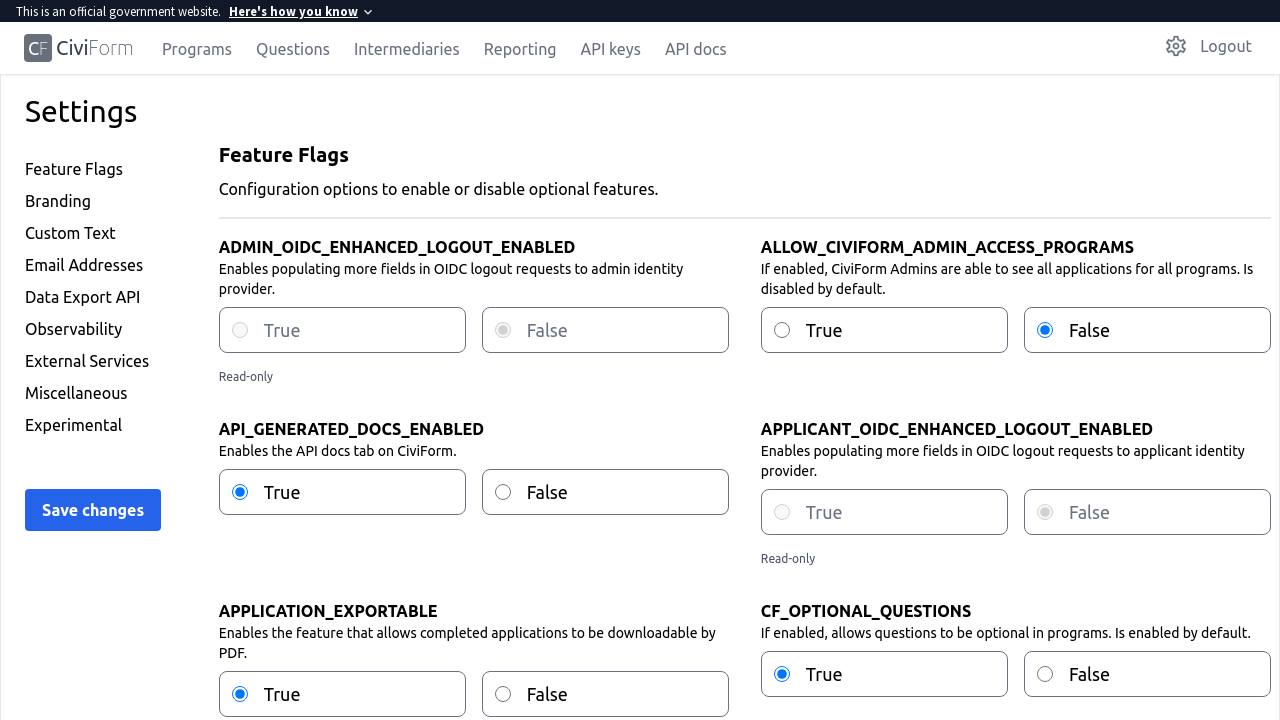 This is an official government website. Here's how you know
CF CiviForm Programs Questions Intermediaries Reporting API keys API docs Logout
Settings
Feature Flags
Branding
Custom Text
Email Addresses
Data Export API
Observability
External Services
Miscellaneous
Experimental
Save changes
Feature Flags
Configuration options to enable or disable optional features.
ADMIN_OIDC_ENHANCED_LOGOUT_ENABLED
Enables populating more fields in OIDC logout requests to admin identity
provider.
True False
Read-only
ALLOW_CIVIFORM_ADMIN_ACCESS_PROGRAMS
If enabled, CiviForm Admins are able to see all applications for all programs. Is
disabled by default.
True False
API_GENERATED_DOCS_ENABLED
Enables the API docs tab on CiviForm.
True False
APPLICANT_OIDC_ENHANCED_LOGOUT_ENABLED
Enables populating more fields in OIDC logout requests to applicant identity
provider.
True False
Read-only
APPLICATION_EXPORTABLE
Enables the feature that allows completed applications to be downloadable by
PDF.
True False
CF_OPTIONAL_QUESTIONS
If enabled, allows questions to be optional in programs. Is enabled by default.
True False